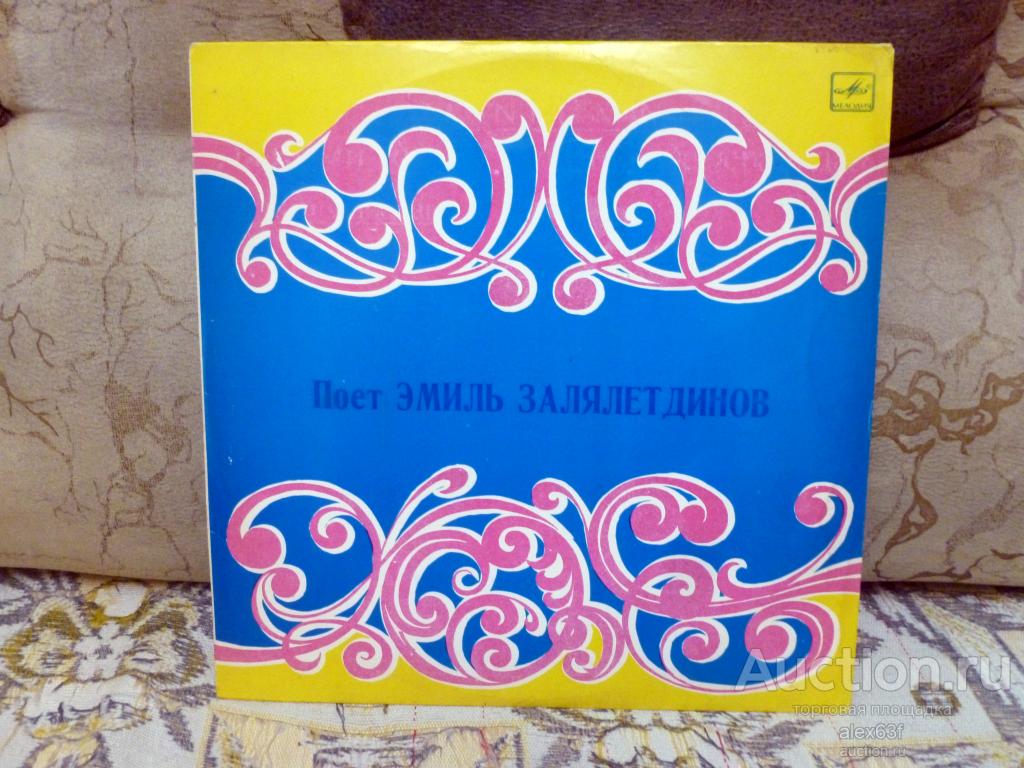 МЕЛОДИЯ
Поет ЭМИЛЬ ЗАЛЯЛЕТДИНОВ
Auction.ru
торговая площадка
alex63f
auction.ru